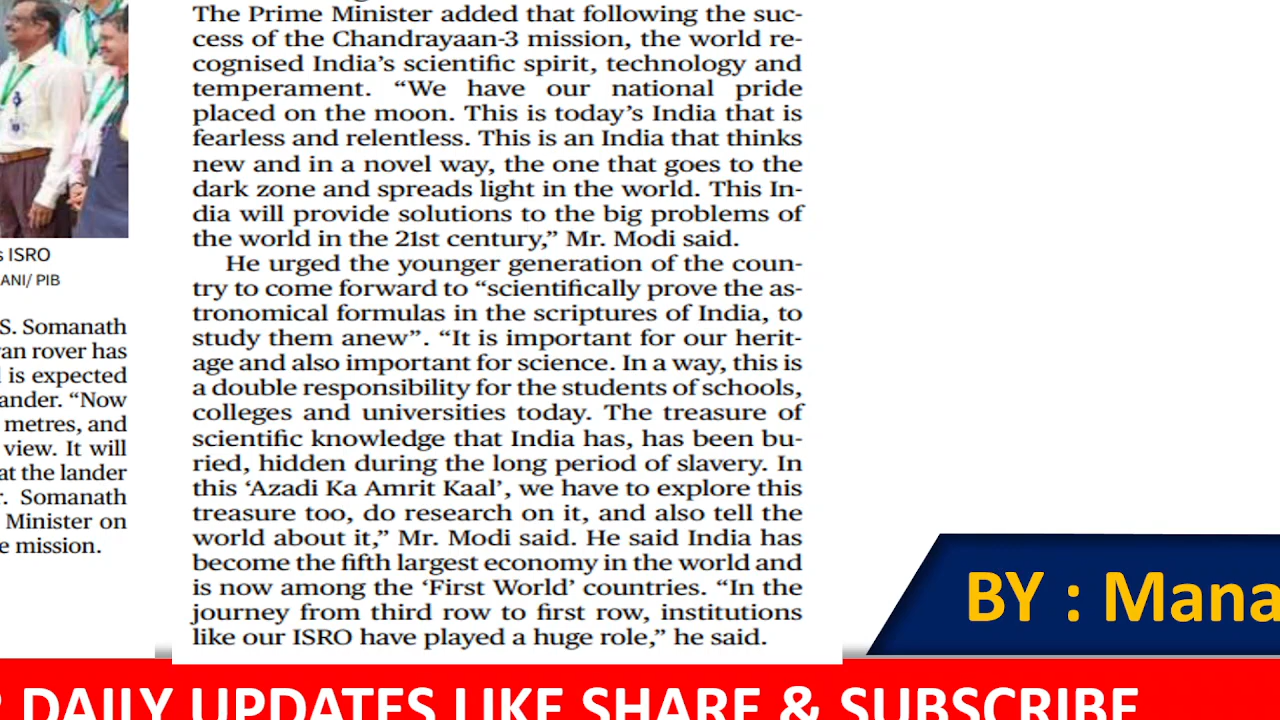 The Prime Minister added that following the suc-
cess of the Chandrayaan-3 mission, the world re-
cognised India's scientific spirit, technology and
temperament. “We have our national pride
placed on the moon. This is today's India that is
fearless and relentless. This is an India that thinks
new and in a novel way, the one that goes to the
dark zone and spreads light in the world. This In-
dia will provide solutions to the big problems of
the world in the 21st century,” Mr. Modi said.
He urged the younger generation of the coun-
try to come forward to “scientifically prove the as-
tronomical formulas in the scriptures of India, to
study them anew”. “It is important for our herit-
age and also important for science. In a way, this is
a double responsibility for the students of schools,
colleges and universities today. The treasure of
scientific knowledge that India has, has been bu-
ried, hidden during the long period of slavery. In
this ‘Azadi Ka Amrit Kaal’, we have to explore this
treasure too, do research on it, and also tell the
world about it,” Mr. Modi said. He said India has
become the fifth largest economy in the world and
is now among the ‘First World’ countries. “In the
journey from third row to first row, institutions
like our ISRO have played a huge role,” he said.
ISRO
ANI/ PIB
S. Somanath
rover has
is expected
“Now
metres, and
view. It will
at the lander
Somanath
Minister on
mission.
BY : Mana
DAILY UPDATES LIKE SHARE & SUBSCRIBE